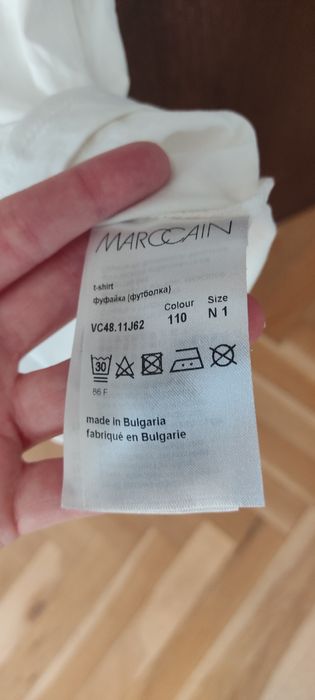 MARCCAIN
t-shirt
фуфайка (футболка)
Colour Size
VC48.11J62 110 N 1
30
86 F
made in Bulgaria
fabriqué en Bulgarie